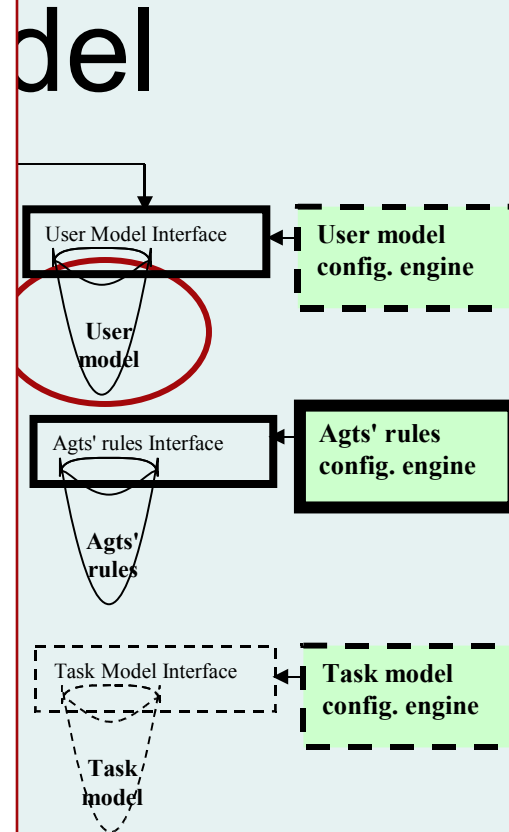 del
User Model Interface
User model
config. engine
User
model
Agts' rules Interface
Agts' rules
config. engine
Agts'
rules
Task Model Interface
Task model
config. engine
Task
model